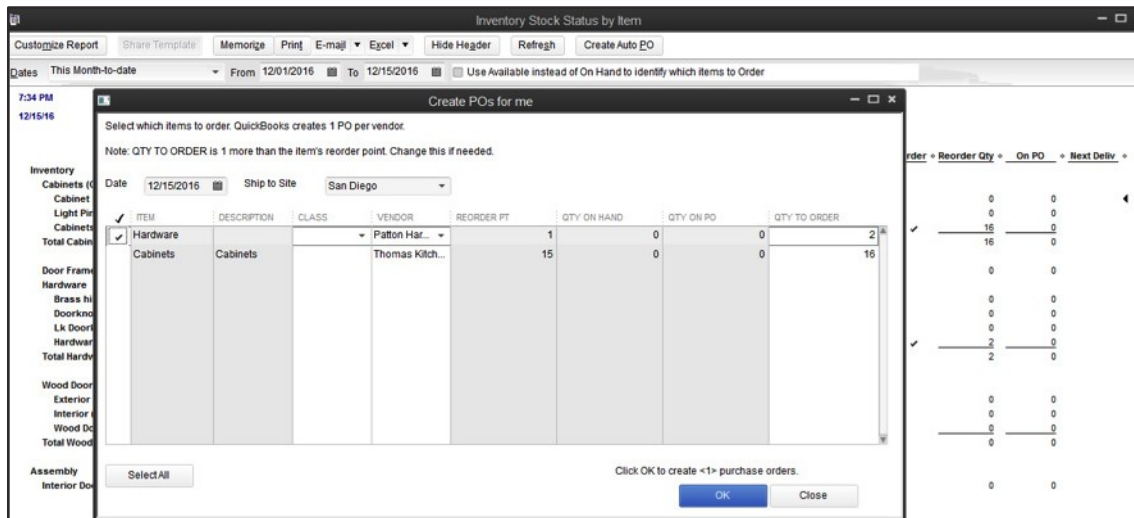 Inventory Stock Status by Item
Customize Report Share Template Memorize Print E-mail Excel Hide Header Refresh Create Auto PO
Dates This Month-to-date From 12/01/2016 To 12/15/2016 Use Available instead of On Hand to identify which items to Order
7:34 PM
12/15/16
Create POs for me
Select which items to order. QuickBooks creates 1 PO per vendor.
Note: QTY TO ORDER is 1 more than the item's reorder point. Change this if needed.
Date 12/15/2016 Ship to Site San Diego
ITEM DESCRIPTION CLASS VENDOR REORDER PT QTY ON HAND QTY ON PO QTY TO ORDER
Hardware Patton Har... 1 0 0 2
Cabinets Cabinets Thomas Kitch... 15 0 0 16
Select All
Click OK to create <1> purchase orders.
OK Close
rder Reorder Qty On PO Next Deliv
Inventory
Cabinets (
Cabinet 0 0
Light Pin 0 0
Cabinets 16 0
Total Cabin 16 0
Door Frame 0 0
Hardware
Brass hi 0 0
Doorkno 0 0
Lk Door 0 0
Hardwar 2 0
Total Hardw 2 0
Wood Door
Exterior 0 0
Interior 0 0
Wood Do 0 0
Total Wood 0 0
Assembly
Interior Do 0 0